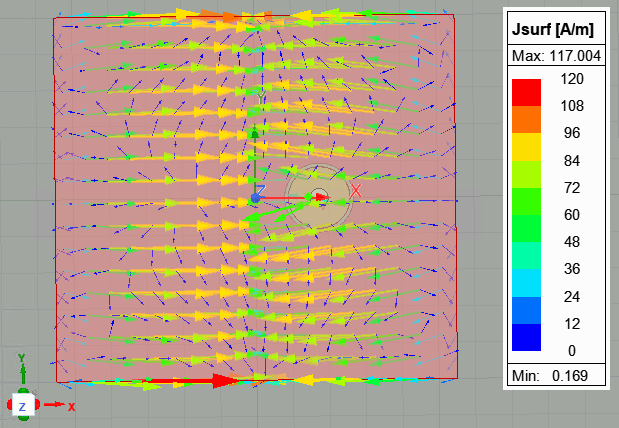 Jsurf [A/m]
Max: 117.004
120
108
96
84
72
60
48
36
24
12
0
Min: 0.169
Z
X
Y
Z
X